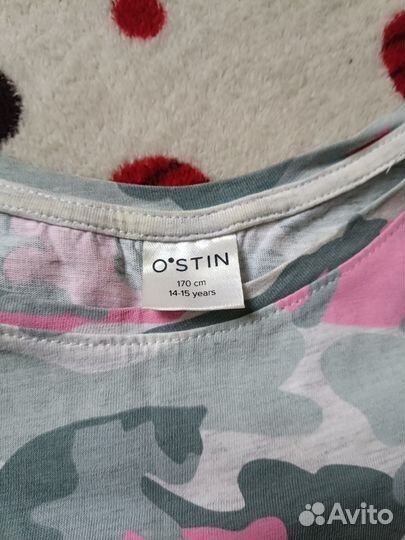 O'STIN
170 cm
14-15 years
Avito